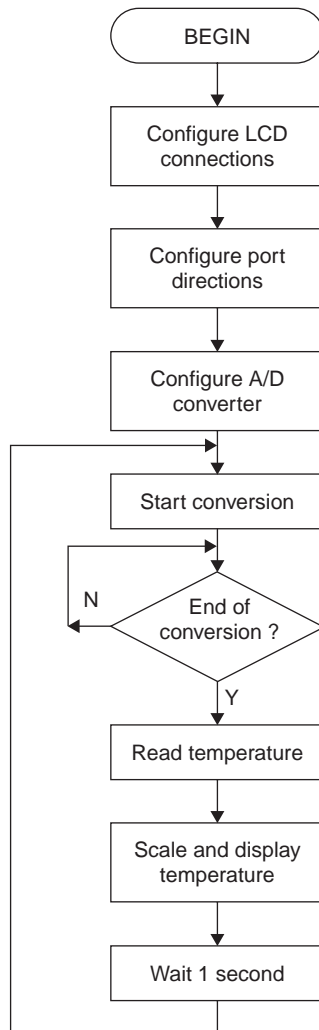 BEGIN
Configure LCD
connections
Configure port
directions
Configure A/D
converter
Start conversion
N
End of
conversion ?
Y
Read temperature
Scale and display
temperature
Wait 1 second